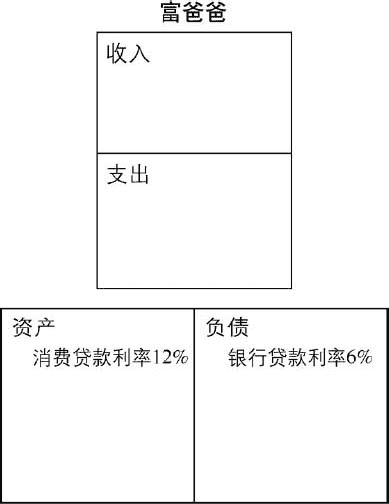 富爸爸
收入
支出
资产
消费贷款利率12%
负债
银行贷款利率6%